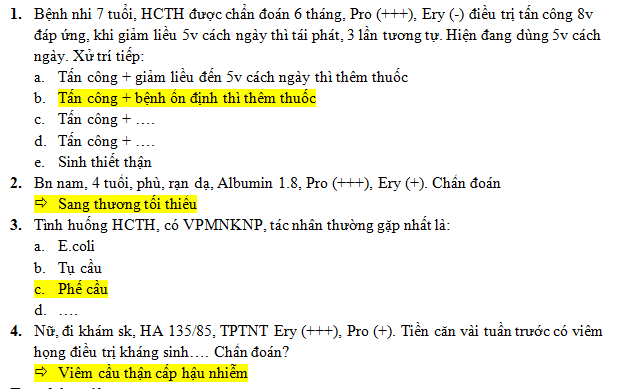 1. Bệnh nhi 7 tuổi, HCTH được chẩn đoán 6 tháng, Pro (+++), Ery (-) điều trị tấn công 8v
đáp ứng, khi giảm liều 5v cách ngày thì tái phát, 3 lần tương tự. Hiện đang dùng 5v cách
ngày. Xử trí tiếp:
a. Tấn công + giảm liều đến 5v cách ngày thì thêm thuốc
b. Tấn công + bệnh ổn định thì thêm thuốc
c. Tấn công + ....
d. Tấn công + ....
e. Sinh thiết thận
2. Bn nam, 4 tuổi, phù, rạn da, Albumin 1.8, Pro (+++), Ery (+). Chẩn đoán
⇨ Sang thương tối thiểu
3. Tình huống HCTH, có VPMNKNP, tác nhân thường gặp nhất là:
a. E.coli
b. Tụ cầu
c. Phế cầu
d. ....
4. Nữ, đi khám sk, HA 135/85, TPTNT Ery (+++), Pro (+). Tiền căn vài tuần trước có viêm
họng điều trị kháng sinh.... Chẩn đoán?
⇨ Viêm cầu thận cấp hậu nhiễm